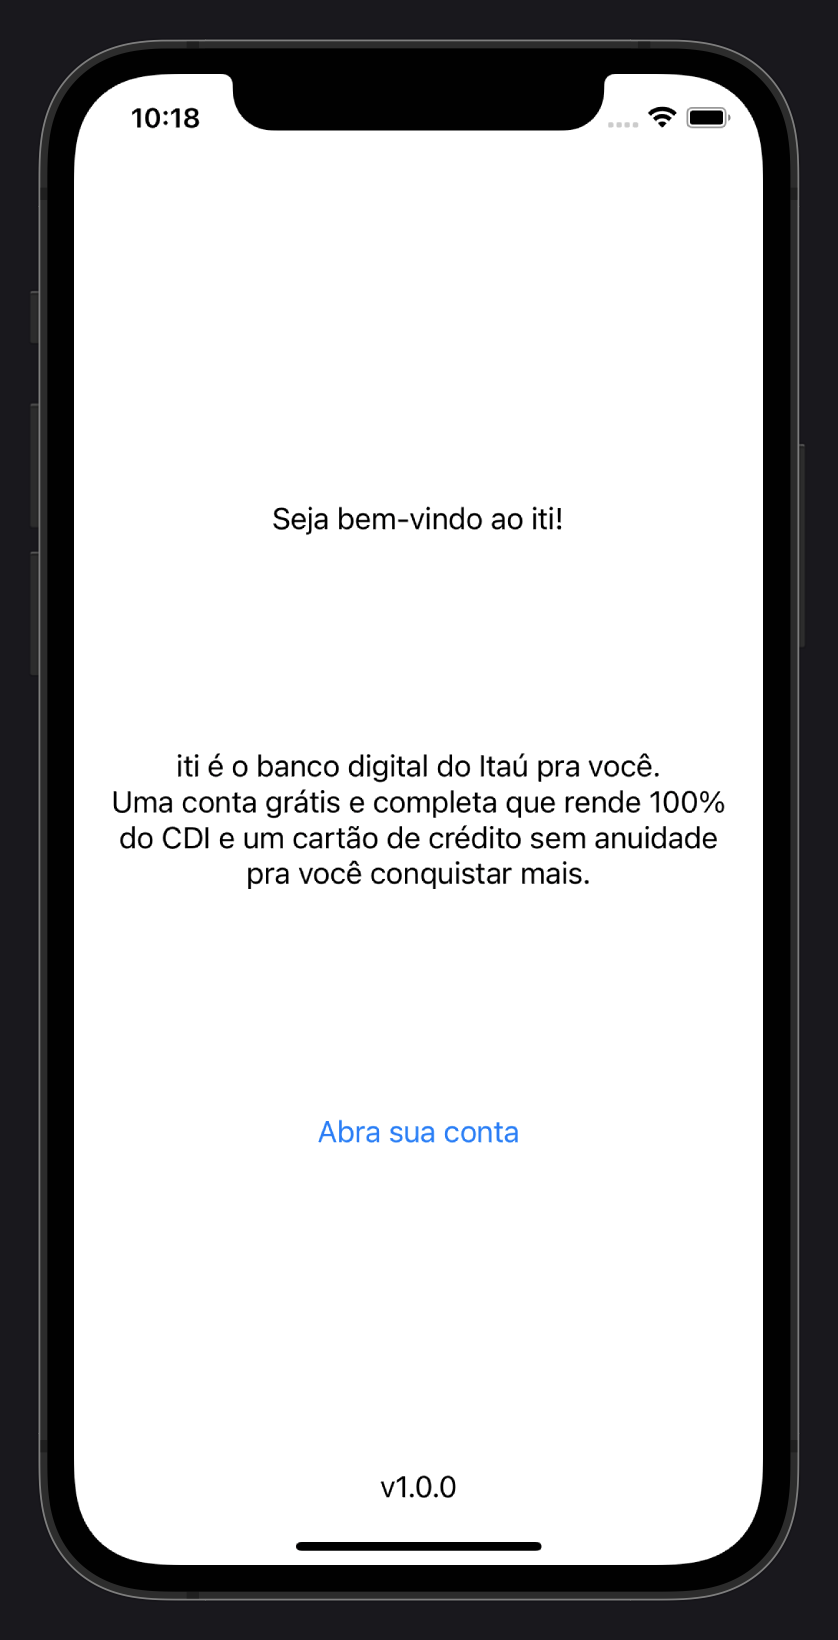 10:18
Seja bem-vindo ao iti!
iti é o banco digital do Itaú pra você.
Uma conta grátis e completa que rende 100%
do CDI e um cartão de crédito sem anuidade
pra você conquistar mais.
Abra sua conta
v1.0.0